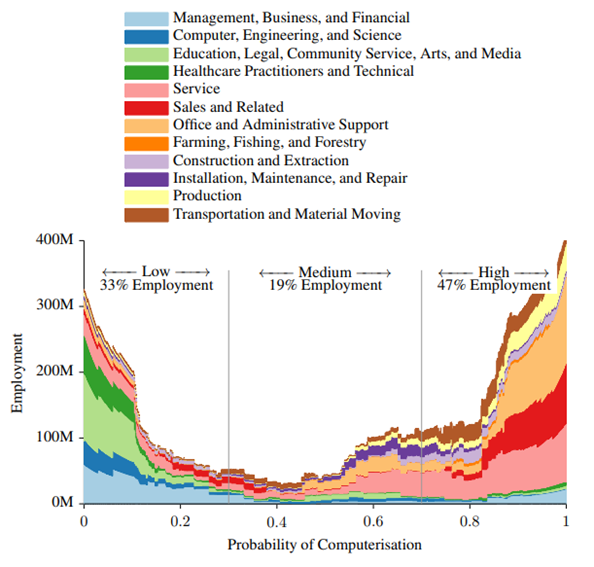 Management, Business, and Financial
Computer, Engineering, and Science
Education, Legal, Community Service, Arts, and Media
Healthcare Practitioners and Technical
Service
Sales and Related
Office and Administrative Support
Farming, Fishing, and Forestry
Construction and Extraction
Installation, Maintenance, and Repair
Production
Transportation and Material Moving
400M
300M
200M
100M
0M
Employment
Low
33% Employment
Medium
19% Employment
High
47% Employment
0 0.2 0.4 0.6 0.8 1
Probability of Computerisation